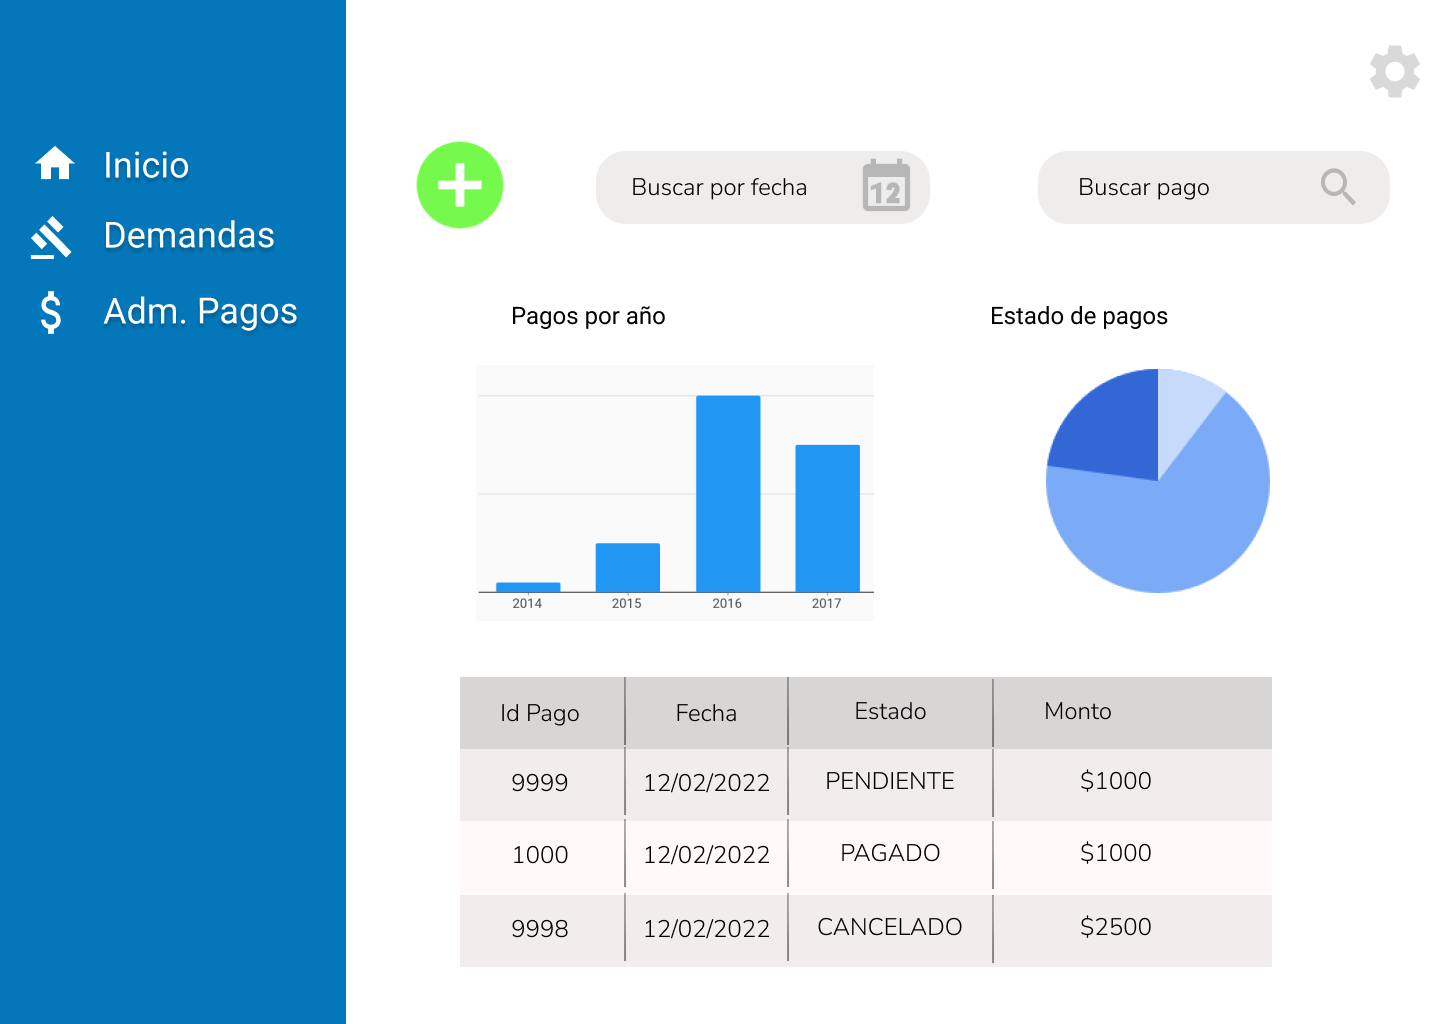 Inicio
Demandas
Adm. Pagos
Buscar por fecha
12
Buscar pago
Pagos por año
Estado de pagos
2014 2015 2016 2017
Id Pago Fecha Estado Monto
9999 12/02/2022 PENDIENTE $1000
1000 12/02/2022 PAGADO $1000
9998 12/02/2022 CANCELADO $2500